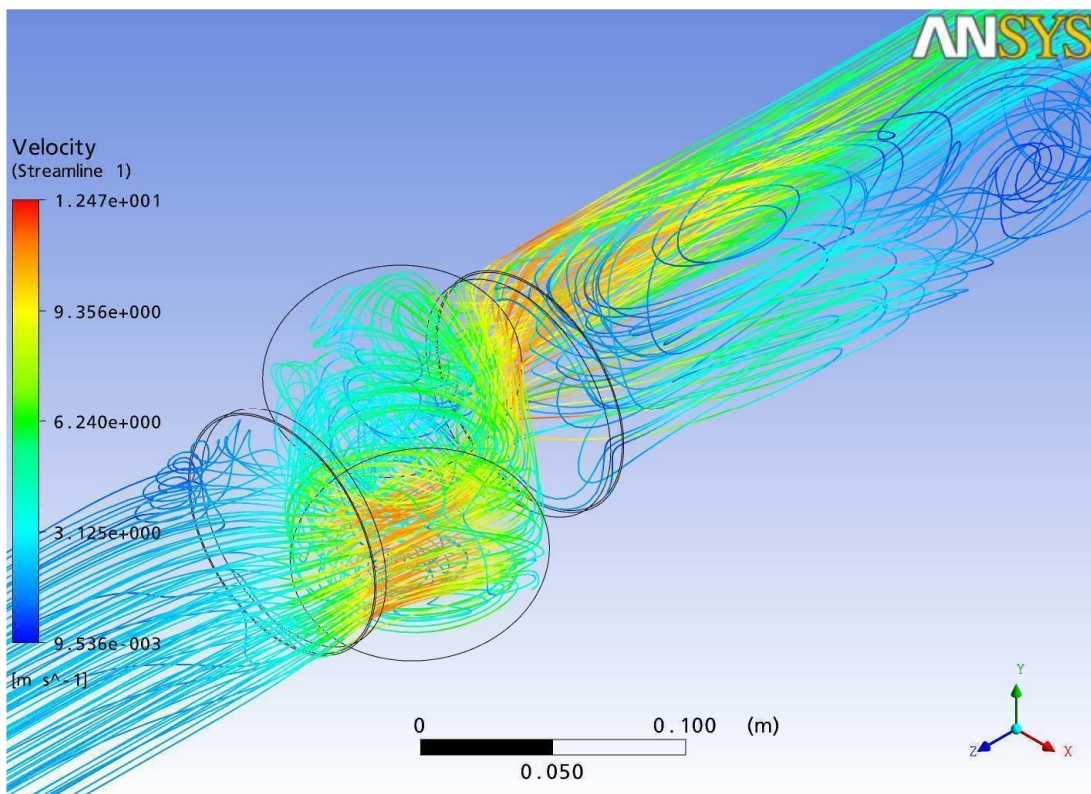 ANSYS
Velocity
(Streamline 1)
1.247e+001
9.356e+000
6.240e+000
3.125e+000
9.536e-003
[m s^-1]
0 0.100 (m)
0.050
Y
Z X